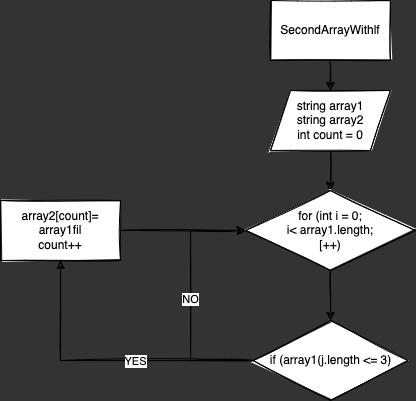 SecondArrayWithIf
string array1
string array2
int count = 0
for (int i = 0;
i< array1.length;
[++)
array2[count]=
array1fil
count++
NO
YES
if (array1(j.length <= 3)